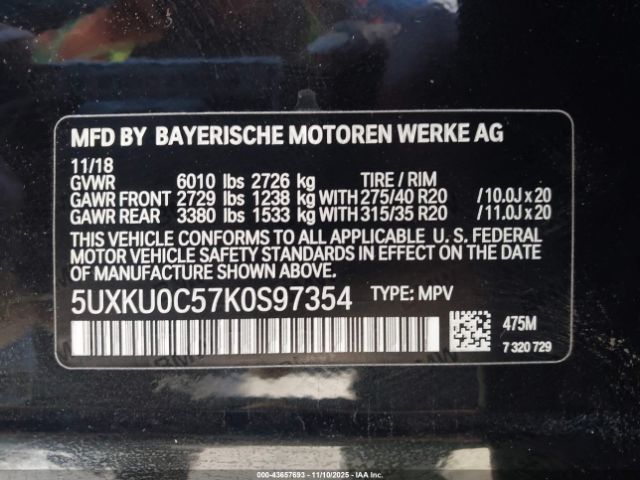 MFD BY BAYERISCHE MOTOREN WERKE AG
11/18
GVWR 6010 lbs 2726 kg TIRE / RIM
GAWR FRONT 2729 lbs 1238 kg WITH 275/40 R20 /10.0J x 20
GAWR REAR 3380 lbs 1533 kg WITH 315/35 R20 /11.0J x 20
THIS VEHICLE CONFORMS TO ALL APPLICABLE U. S. FEDERAL
MOTOR VEHICLE SAFETY STANDARDS IN EFFECT ON THE DATE
OF MANUFACTURE SHOWN ABOVE.
5UXKU0C57K0S97354 TYPE: MPV
475M
7 320 729
000-43657693 - 11/10/2025 - IAA Inc.